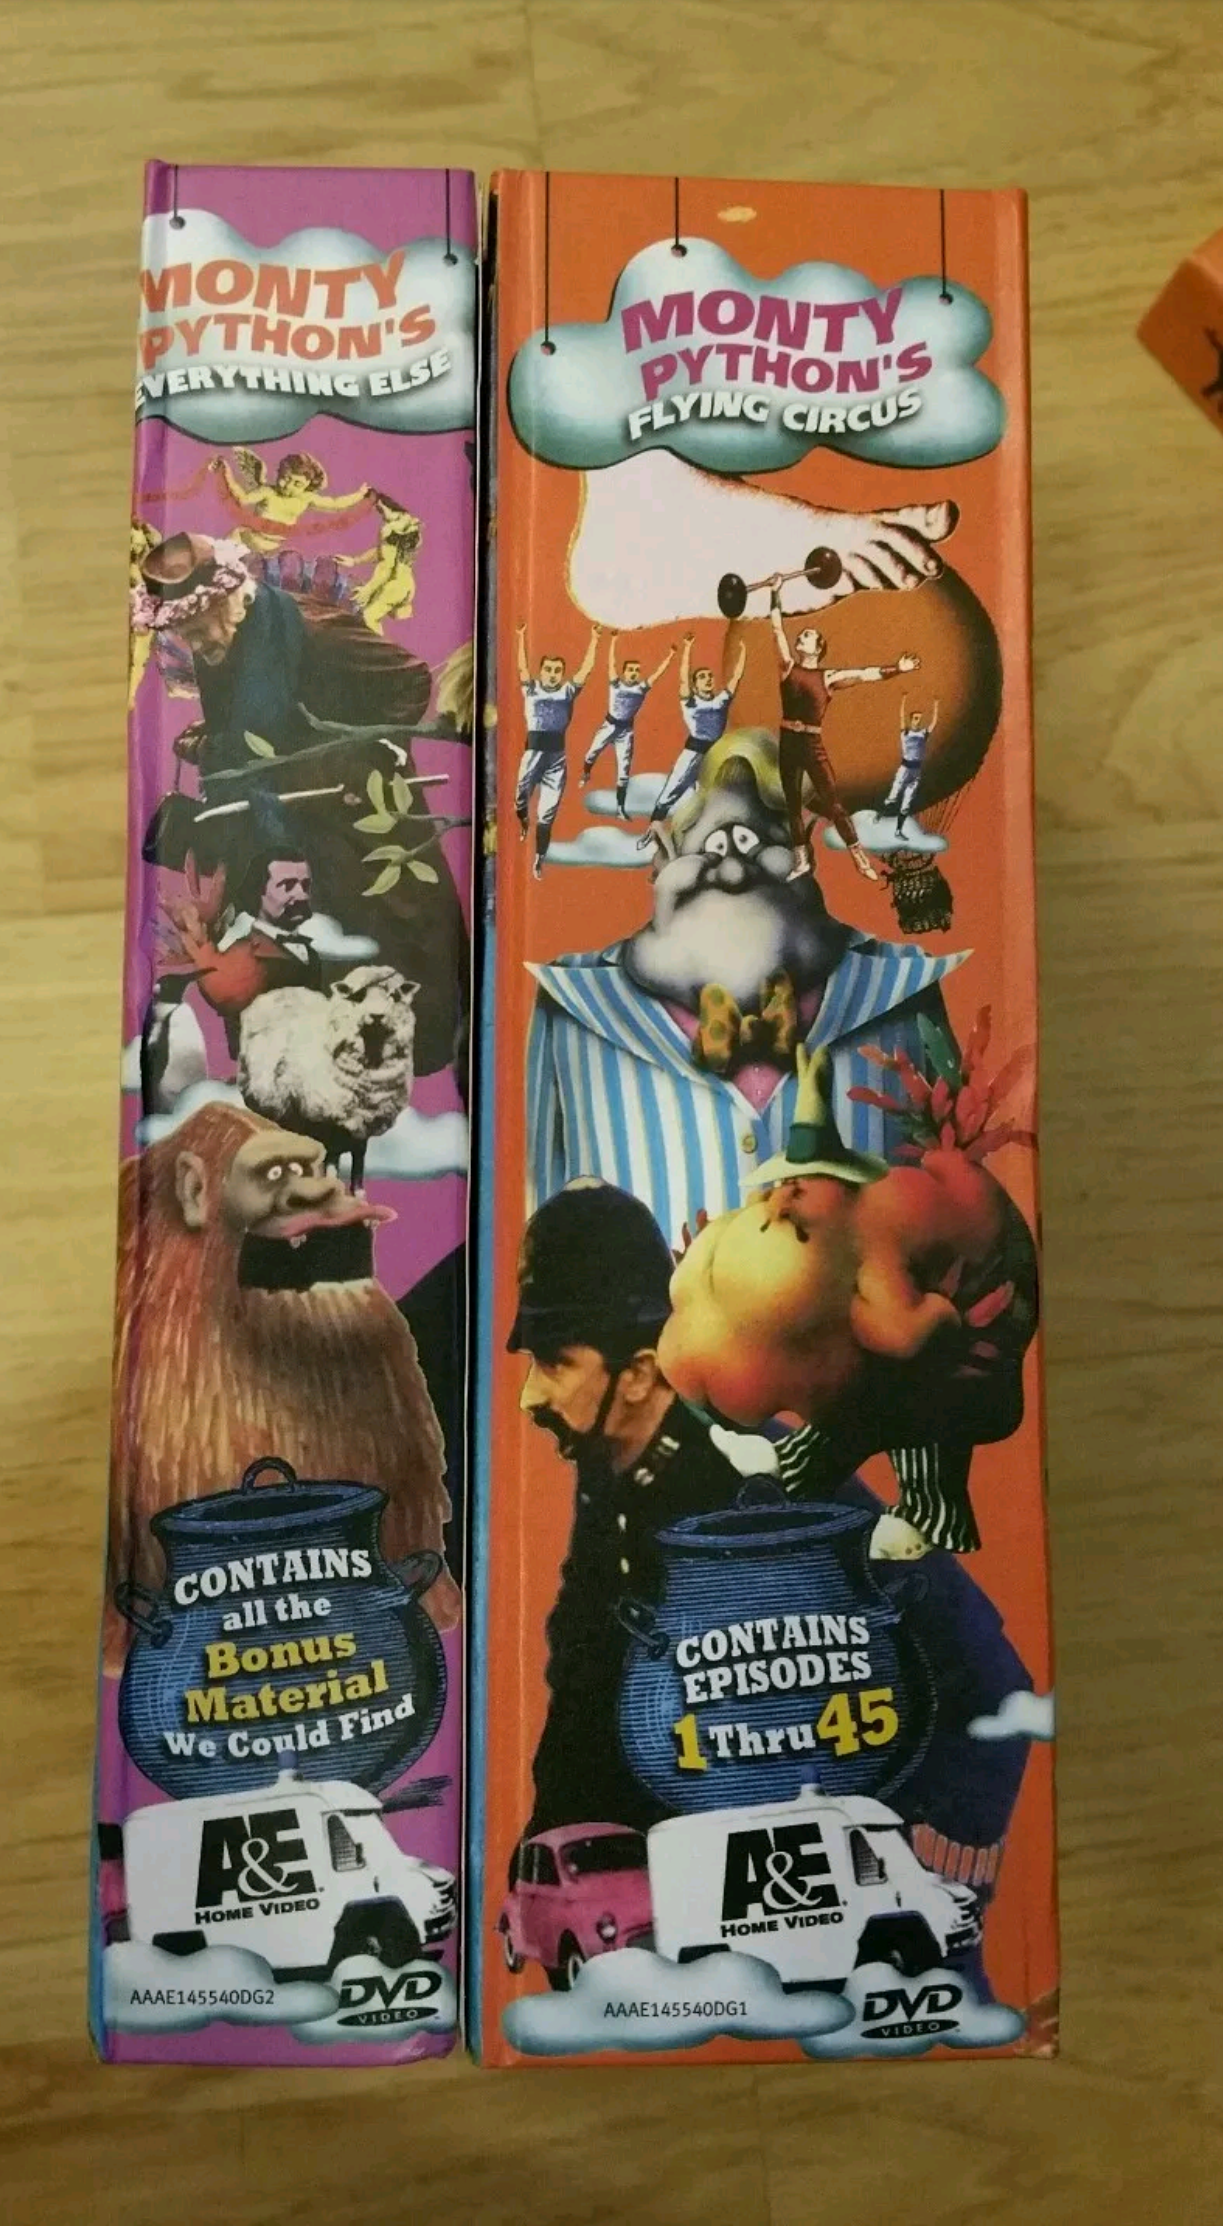 MONTY
PYTHON'S
EVERYTHING ELSE
CONTAINS
all the
Bonus
Material
We Could Find
A&E
HOME VIDEO
AAAE145540DG2
DVD
VIDEO
MONTY
PYTHON'S
FLYING CIRCUS
CONTAINS
EPISODES
1 Thru 45
A&E
HOME VIDEO
AAAE145540DG1
DVD
VIDEO